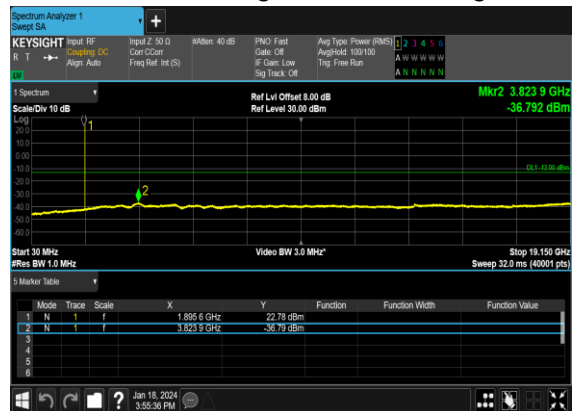 Spectrum Analyzer 1
Swept SA
KEYSIGHT Input: RF Input Z: 50 Ω #Atten: 40 dB PNO: Fast Avg Type: Power (RMS) 1 2 3 4 5 6
R T Coupling: DC Corr CCorr Gate: Off Avg|Hold: 100/100 A W W W W W
Align: Auto Freq Ref: Int (S) IF Gain: Low Trig: Free Run
LW Sig Track: Off A N N N N N
1 Spectrum Ref Lvl Offset 8.00 dB Mkr2 3.823 9 GHz
Scale/Div 10 dB Ref Level 30.00 dBm -36.792 dBm
Log
20.0
10.0
0.00
-10.0
-20.0
-30.0
-40.0
-50.0
-60.0
1
DL1 -13.00 dBm
2
Start 30 MHz Video BW 3.0 MHz* Stop 19.150 GHz
#Res BW 1.0 MHz Sweep 32.0 ms (40001 pts)
5 Marker Table
Mode Trace Scale X Y Function Function Width Function Value
1 N 1 f 1.895 6 GHz 22.78 dBm
2 N 1 f 3.823 9 GHz -36.79 dBm
3
4
5
6
? Jan 18, 2024
3:55:36 PM